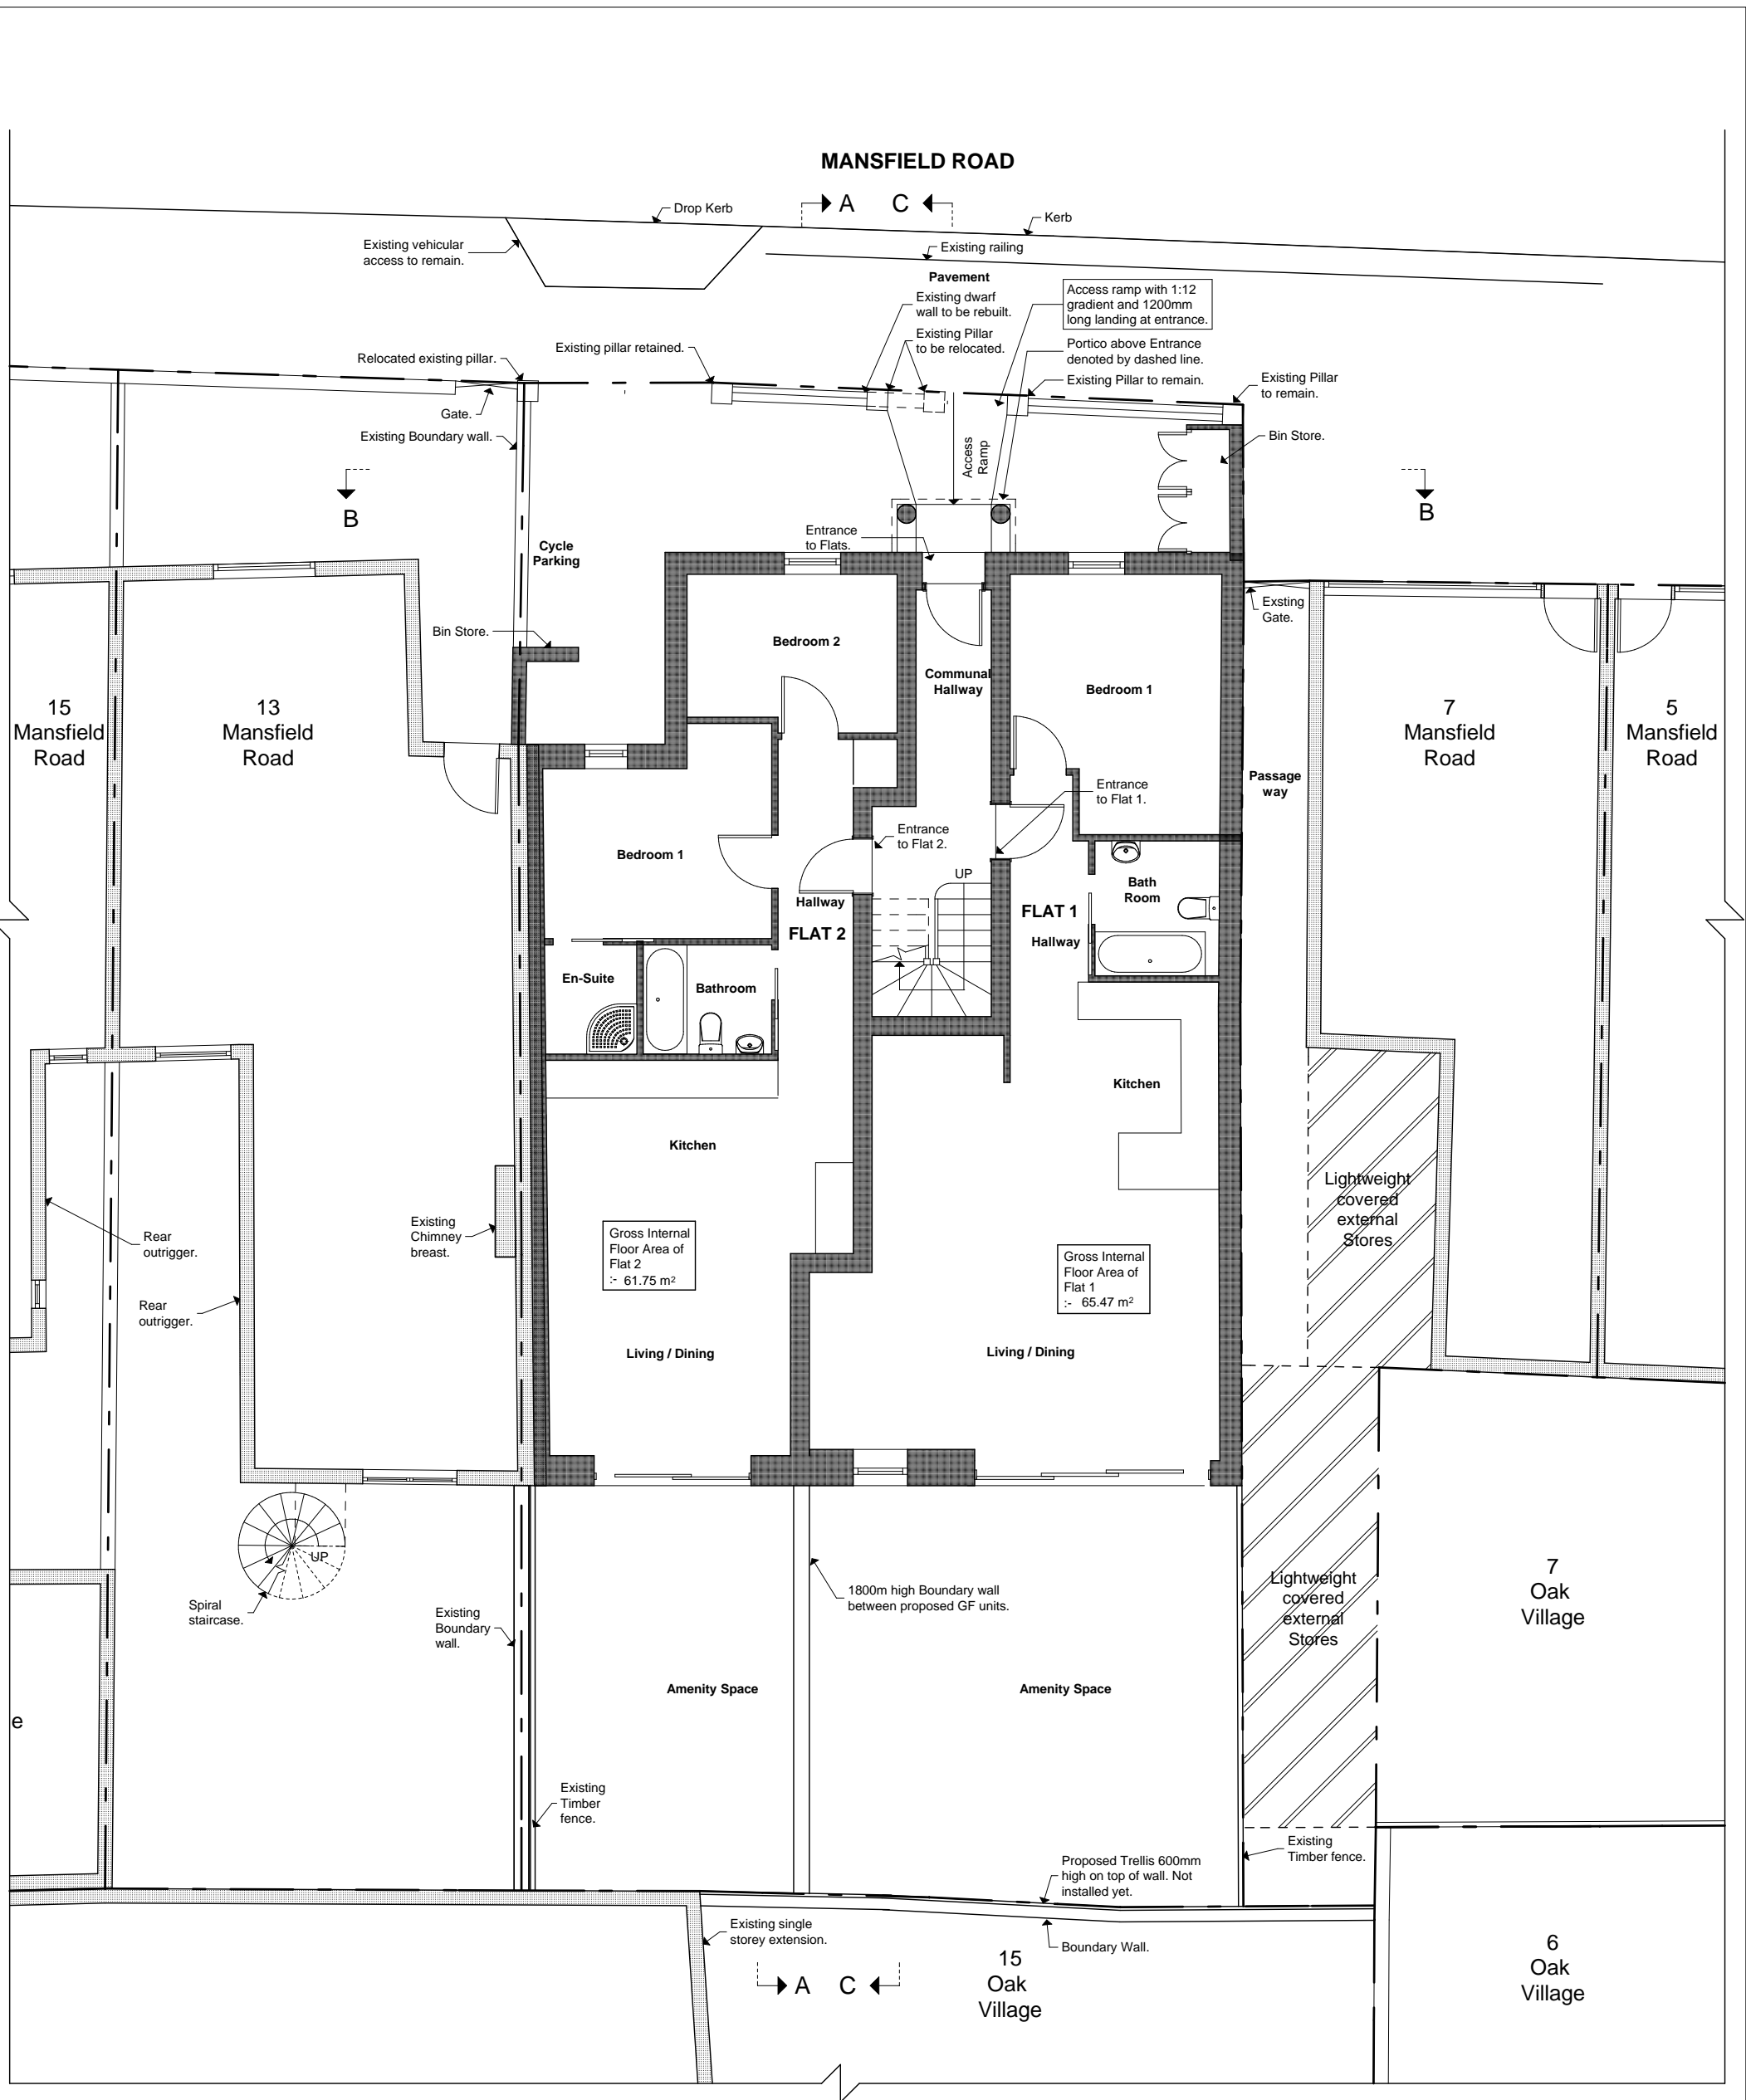 MANSFIELD ROAD
A
C
Drop Kerb
Kerb
Existing vehicular
access to remain.
Existing railing
Pavement
Existing dwarf
wall to be rebuilt.
Access ramp with 1:12
gradient and 1200mm
long landing at entrance.
Existing Pillar
to be relocated.
Existing pillar retained.
Relocated existing pillar.
Portico above Entrance
denoted by dashed line.
Existing Pillar to remain.
Existing Pillar
to remain.
Gate.
Existing Boundary wall.
Access
Ramp
Bin Store.
B
B
Entrance
to Flats.
Cycle
Parking
Exsting
Gate.
Bin Store.
Bedroom 2
Communal
Hallway
Bedroom 1
15
Mansfield
Road
13
Mansfield
Road
7
Mansfield
Road
5
Mansfield
Road
Passage
way
Entrance
to Flat 1.
Entrance
to Flat 2.
Bedroom 1
UP
Bath
Room
Hallway
FLAT 2
FLAT 1
Hallway
En-Suite
Bathroom
Kitchen
Kitchen
Lightweight
covered
external
Stores
Rear
outrigger.
Existing
Chimney
breast.
Gross Internal
Floor Area of
Flat 2
:- 61.75 m²
Gross Internal
Floor Area of
Flat 1
:- 65.47 m²
Rear
outrigger.
Living / Dining
Living / Dining
UP
Spiral
staircase.
Existing
Boundary
wall.
1800m high Boundary wall
between proposed GF units.
Lightweight
covered
external
Stores
7
Oak
Village
Amenity Space
Amenity Space
e
Existing
Timber
fence.
Existing
Timber fence.
Proposed Trellis 600mm
high on top of wall. Not
installed yet.
Existing single
storey extension.
Boundary Wall.
A
C
15
Oak
Village
6
Oak
Village